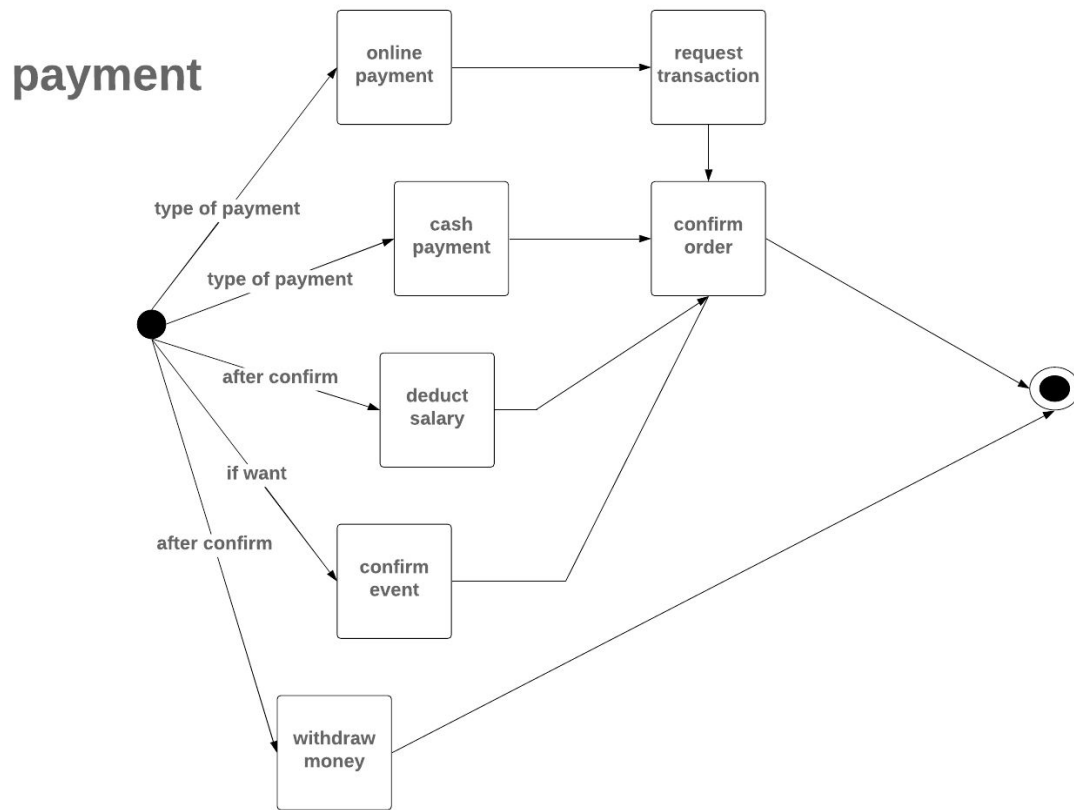 payment
online
payment
request
transaction
type of payment
cash
payment
confirm
order
type of payment
after confirm
deduct
salary
if want
after confirm
confirm
event
withdraw
money